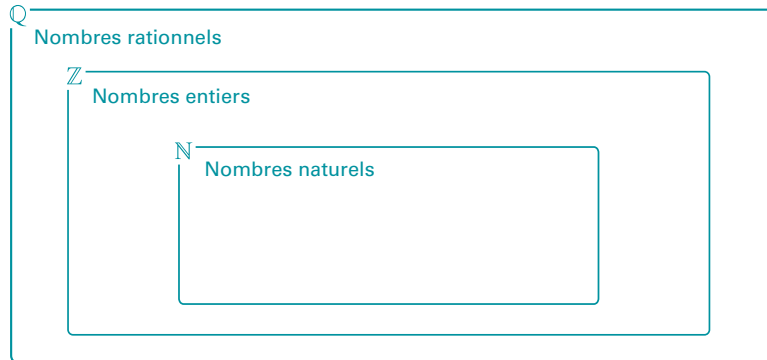 ℚ
Nombres rationnels
ℤ
Nombres entiers
ℕ
Nombres naturels